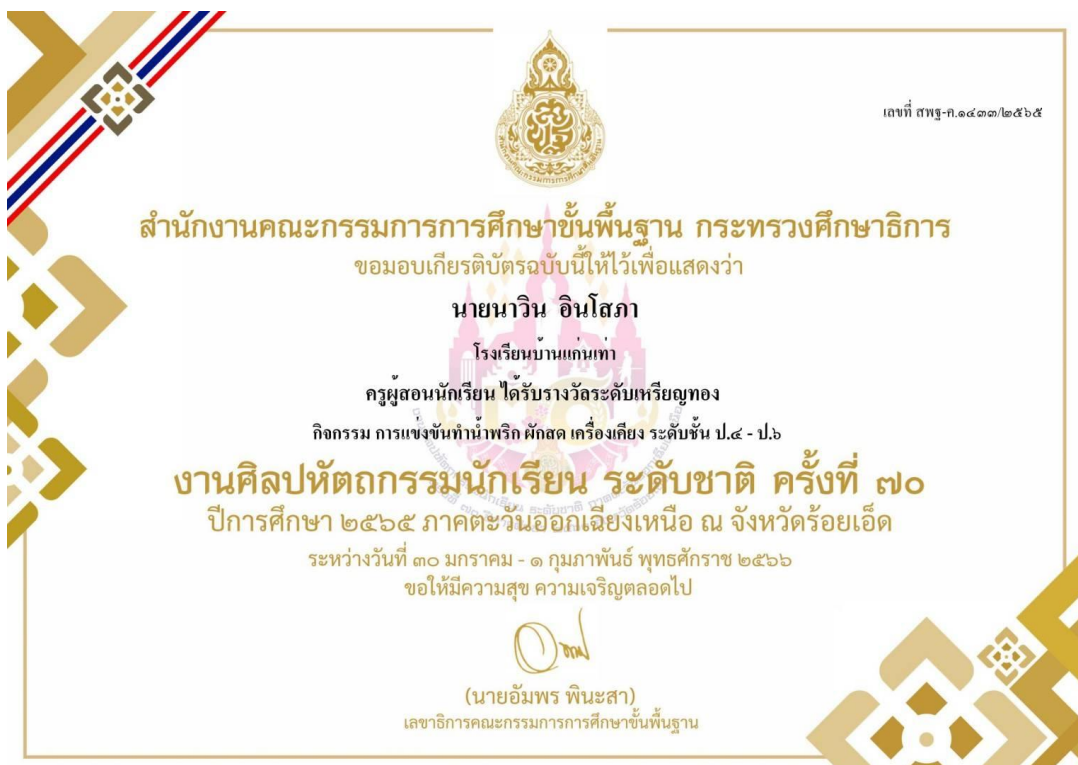 เลขที่ สพฐ-ค.๑๔๓๓/๒๕๖๕
สำนักงานคณะกรรมการการศึกษาขั้นพื้นฐาน กระทรวงศึกษาธิการ
ขอมอบเกียรติบัตรฉบับนี้ให้ไว้เพื่อแสดงว่า
นายนาวิน อินโสภา
โรงเรียนบ้านแก่นเท่า
ครูผู้สอนนักเรียน ได้รับรางวัลระดับเหรียญทอง
กิจกรรม การแข่งขันทำน้ำพริก ผักสด เครื่องเคียง ระดับชั้น ป.๔ - ป.๖
งานศิลปหัตถกรรมนักเรียน ระดับชาติ ครั้งที่ ๗๐
ปีการศึกษา ๒๕๖๕ ภาคตะวันออกเฉียงเหนือ ณ จังหวัดร้อยเอ็ด
ระหว่างวันที่ ๓๐ มกราคม - ๑ กุมภาพันธ์ พุทธศักราช ๒๕๖๖
ขอให้มีความสุข ความเจริญตลอดไป
(นายอัมพร พินะสา)
เลขาธิการคณะกรรมการการศึกษาขั้นพื้นฐาน